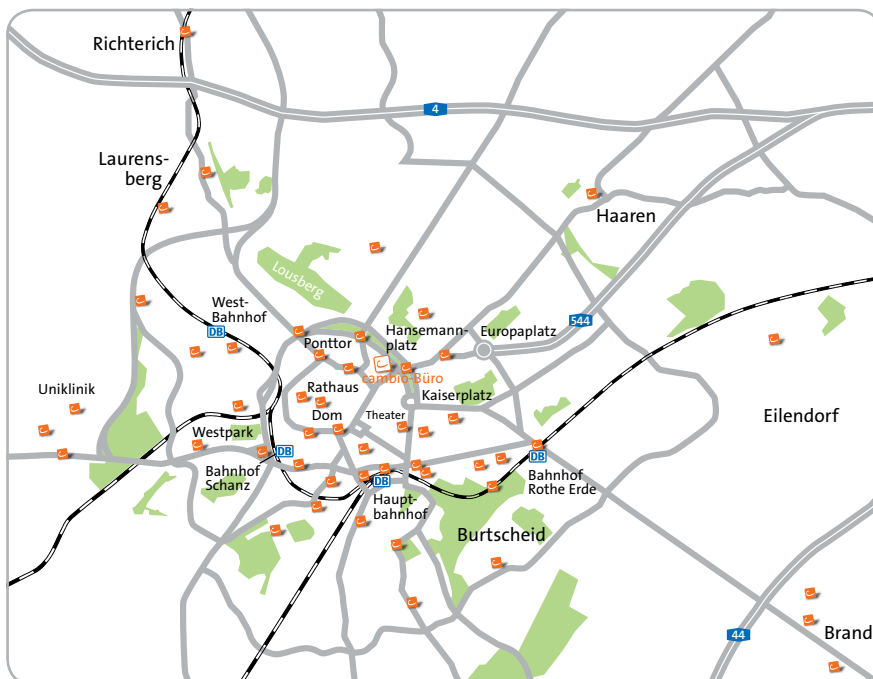 Richterich
4
Laurens-
berg
Haaren
Lousberg
West-
Bahnhof
DB
Ponttor
Hansemann-
platz
Europaplatz
544
cambio-Büro
Uniklinik
Rathaus
Kaiserplatz
Dom
Theater
Eilendorf
Westpark
DB
Bahnhof
Schanz
DB
Bahnhof
Rothe Erde
DB
Haupt-
bahnhof
Burtscheid
44
Brand